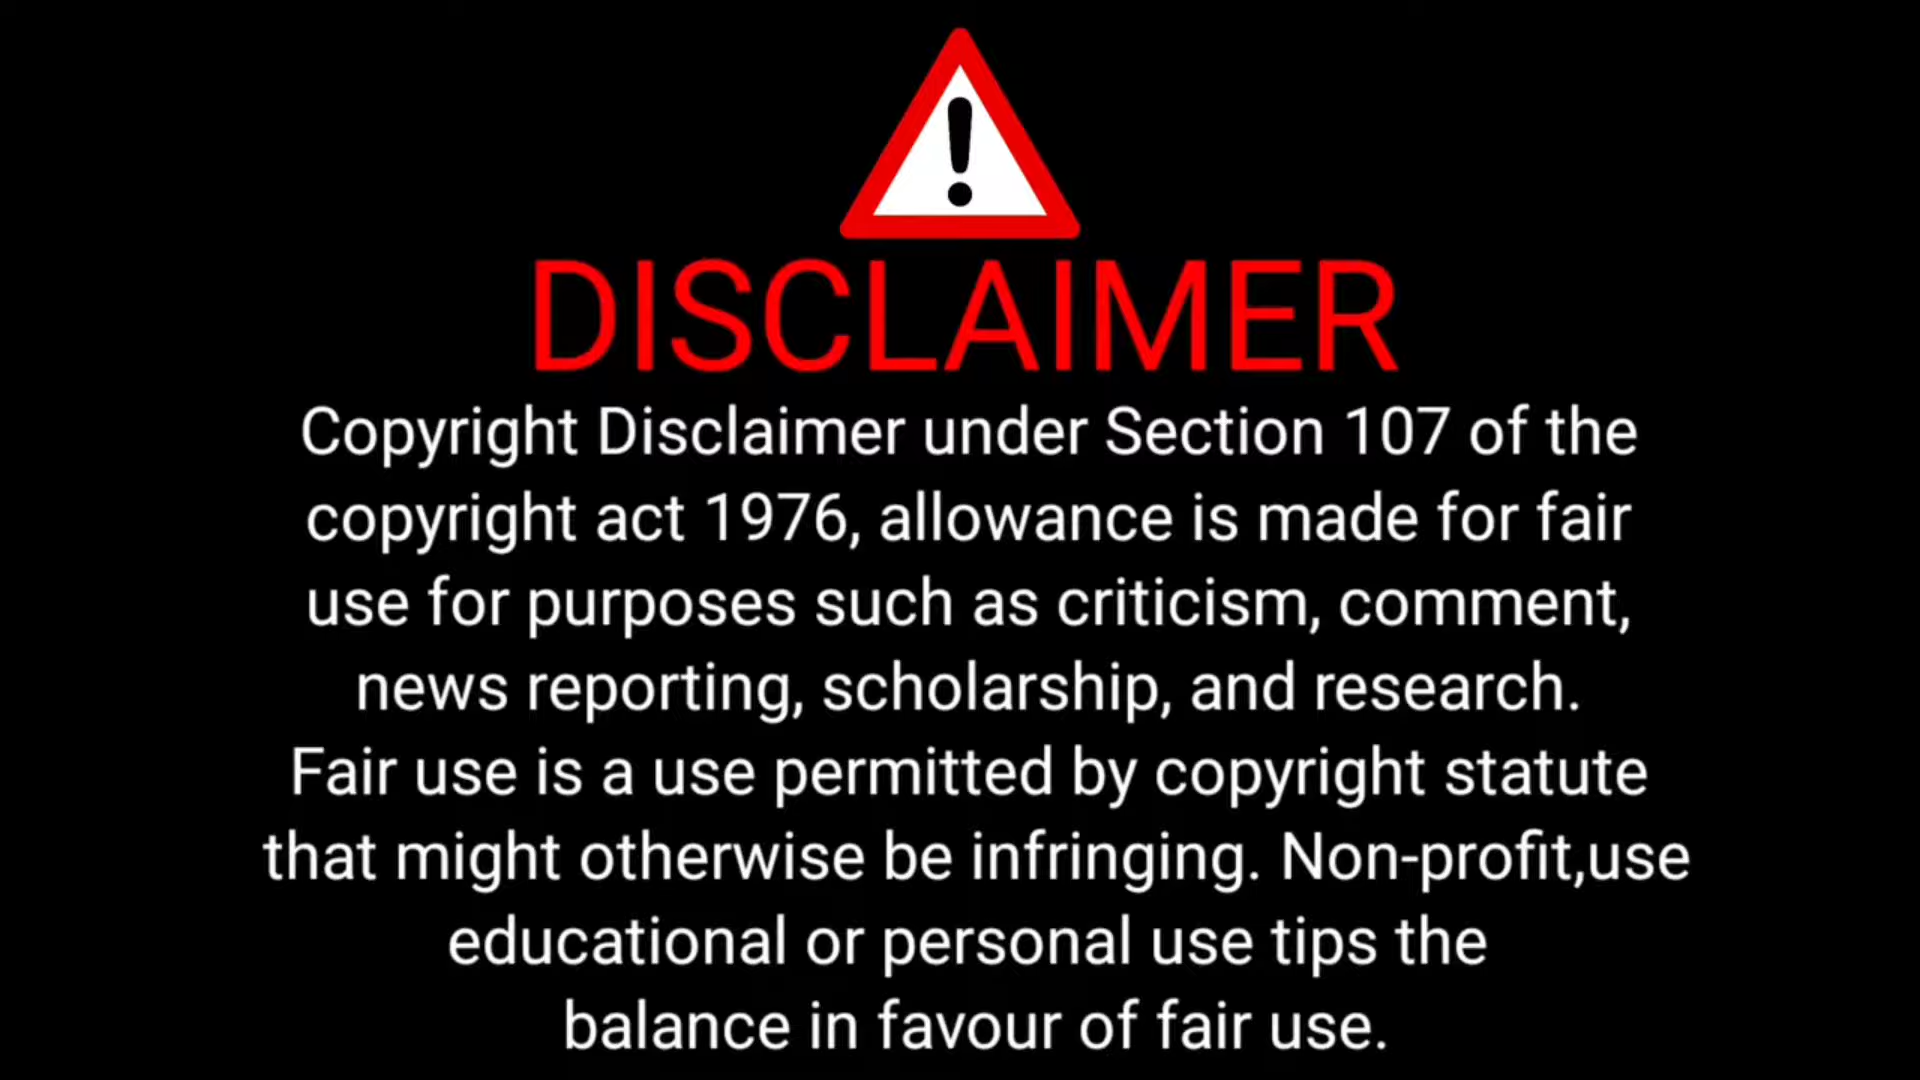 DISCLAIMER
Copyright Disclaimer under Section 107 of the
copyright act 1976, allowance is made for fair
use for purposes such as criticism, comment,
news reporting, scholarship, and research.
Fair use is a use permitted by copyright statute
that might otherwise be infringing. Non-profit,use
educational or personal use tips the
balance in favour of fair use.